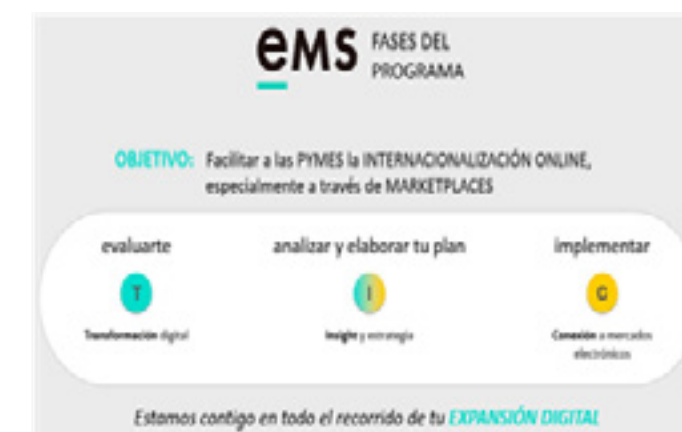 eMS FASES DEL
PROGRAMA
OBJETIVO: Facilitar a las PYMES la INTERNACIONALIZACIÓN ONLINE,
especialmente a través de MARKETPLACES
evaluarte analizar y elaborar tu plan implementar
T I G
Transformación digital Insight y estrategia Conexión a mercados
electrónicos
Estamos contigo en todo el recorrido de tu EXPANSIÓN DIGITAL